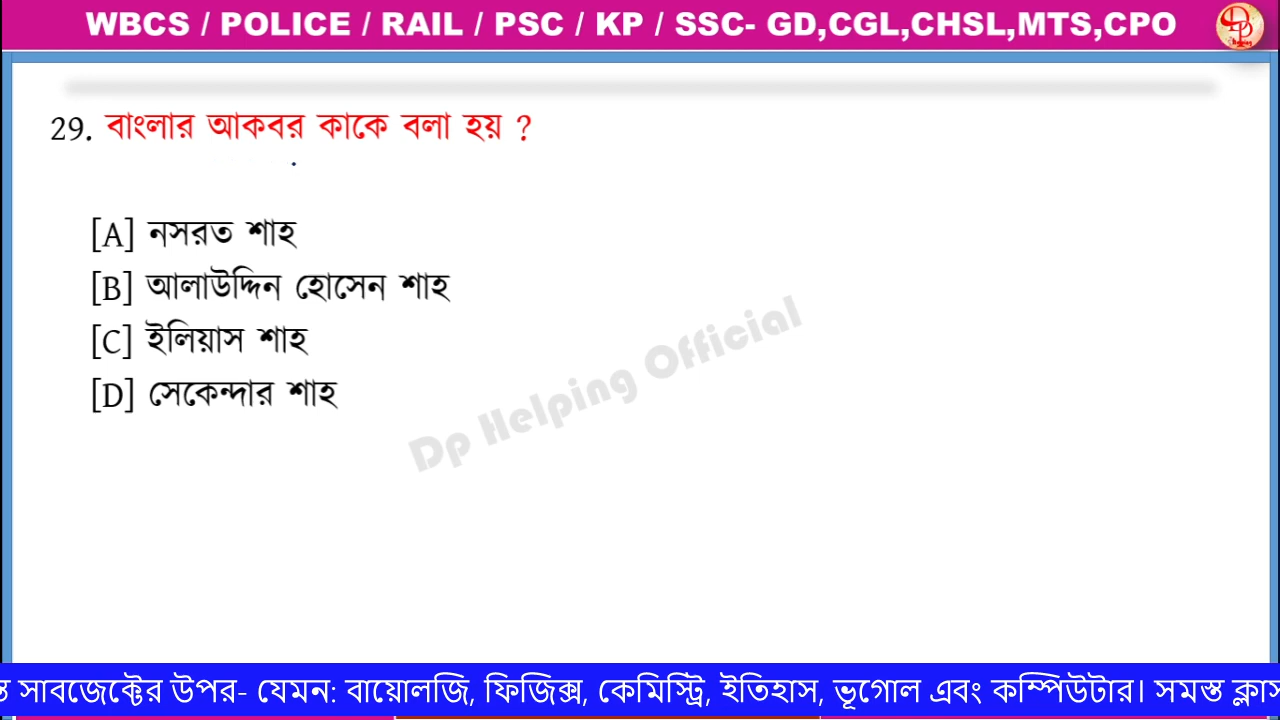 WBCS / POLICE / RAIL / PSC / KP / SSC- GD,CGL,CHSL,MTS,CPO
29. বাংলার আকবর কাকে বলা হয় ?
[A] নসরত শাহ
[B] আলাউদ্দিন হোসেন শাহ
[C] ইলিয়াস শাহ
[D] সেকেন্দার শাহ
Dp Helping Official
সাবজেক্টের উপর- যেমন: বায়োলজি, ফিজিক্স, কেমিস্ট্রি, ইতিহাস, ভূগোল এবং কম্পিউটার। সমস্ত ক্লাস